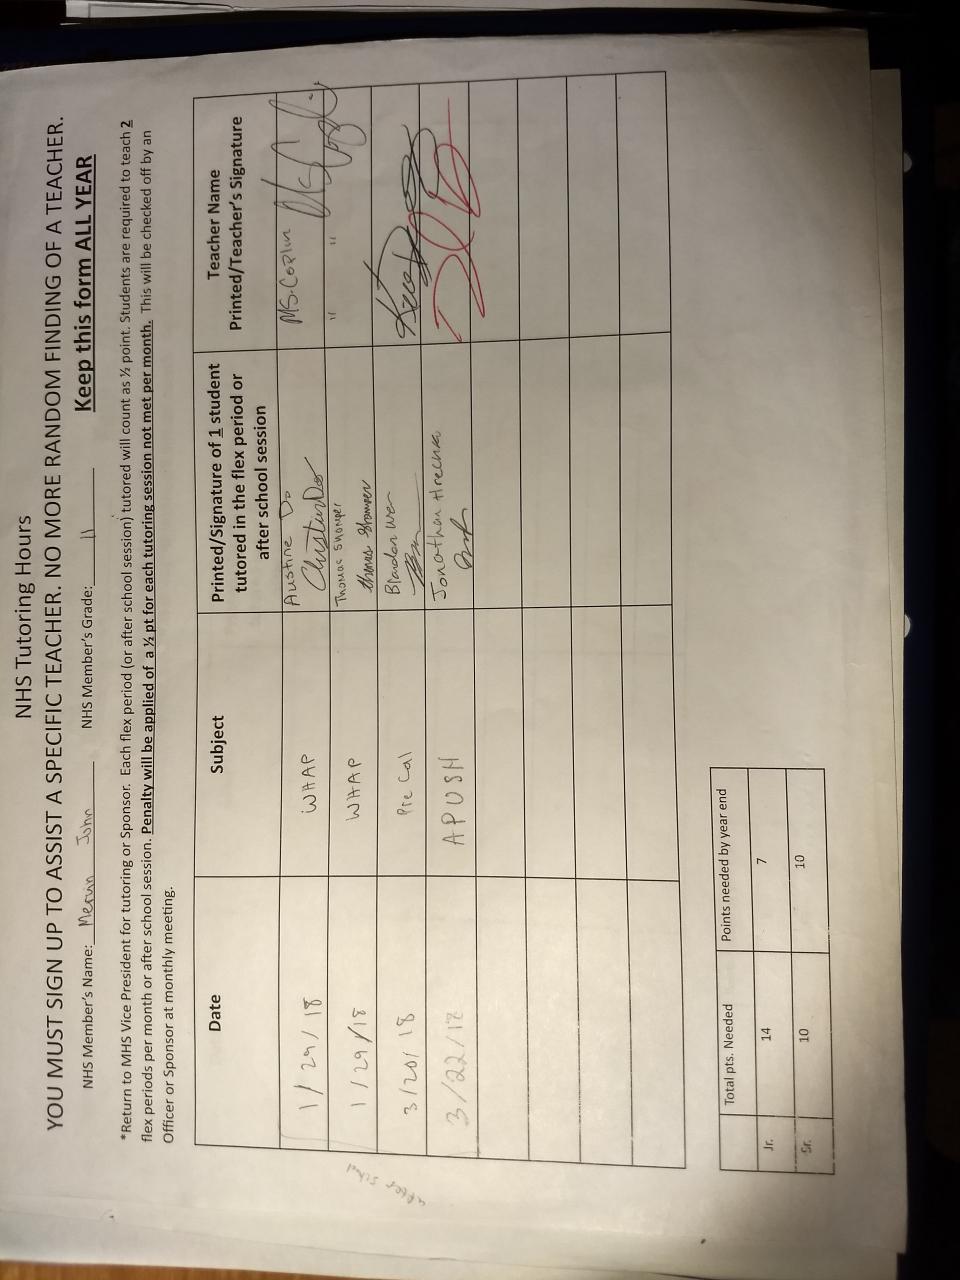 NHS Tutoring Hours
YOU MUST SIGN UP TO ASSIST A SPECIFIC TEACHER. NO MORE RANDOM FINDING OF A TEACHER.
NHS Member's Name: Mervin John NHS Member's Grade: 11 Keep this form ALL YEAR
*Return to MHS Vice President for tutoring or Sponsor. Each flex period (or after school session) tutored will count as ½ point. Students are required to teach 2
flex periods per month or after school session. Penalty will be applied of a ½ pt for each tutoring session not met per month. This will be checked off by an
Officer or Sponsor at monthly meeting.
Date Subject Printed/Signature of 1 student tutored in the flex period or after school session Teacher Name Printed/Teacher's Signature
1/29/18 WHAP Austine Do MS. Coplin
1/29/18 WHAP Thomas " "
3/20/18 Pre Cal
3/22/18 APUSH Jonathan
after school
Total pts. Needed Points needed by year end
Jr. 14 7
Sr. 10 10